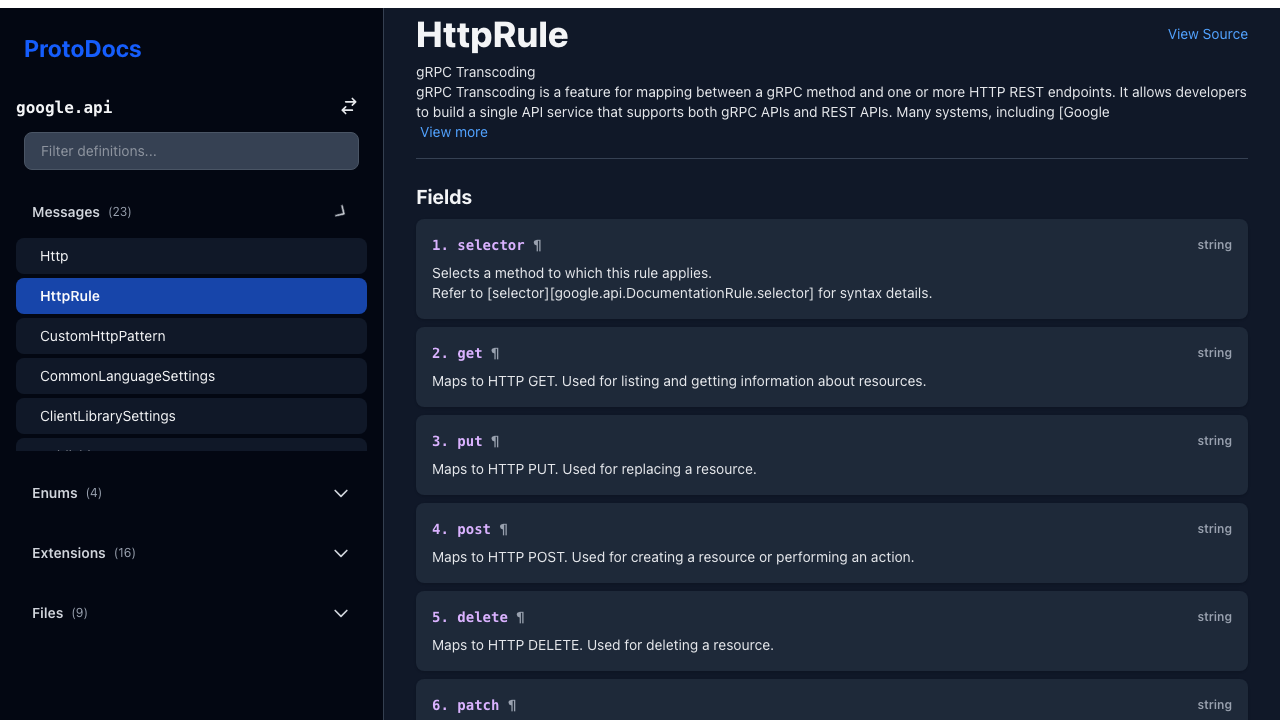 ProtoDocs
google.api
Filter definitions...
Messages (23)
Http
HttpRule
CustomHttpPattern
CommonLanguageSettings
ClientLibrarySettings
Enums (4)
Extensions (16)
Files (9)
HttpRule
View Source
gRPC Transcoding
gRPC Transcoding is a feature for mapping between a gRPC method and one or more HTTP REST endpoints. It allows developers
to build a single API service that supports both gRPC APIs and REST APIs. Many systems, including [Google
View more
Fields
1. selector ¶ string
Selects a method to which this rule applies.
Refer to [selector][google.api.DocumentationRule.selector] for syntax details.
2. get ¶ string
Maps to HTTP GET. Used for listing and getting information about resources.
3. put ¶ string
Maps to HTTP PUT. Used for replacing a resource.
4. post ¶ string
Maps to HTTP POST. Used for creating a resource or performing an action.
5. delete ¶ string
Maps to HTTP DELETE. Used for deleting a resource.
6. patch ¶ string